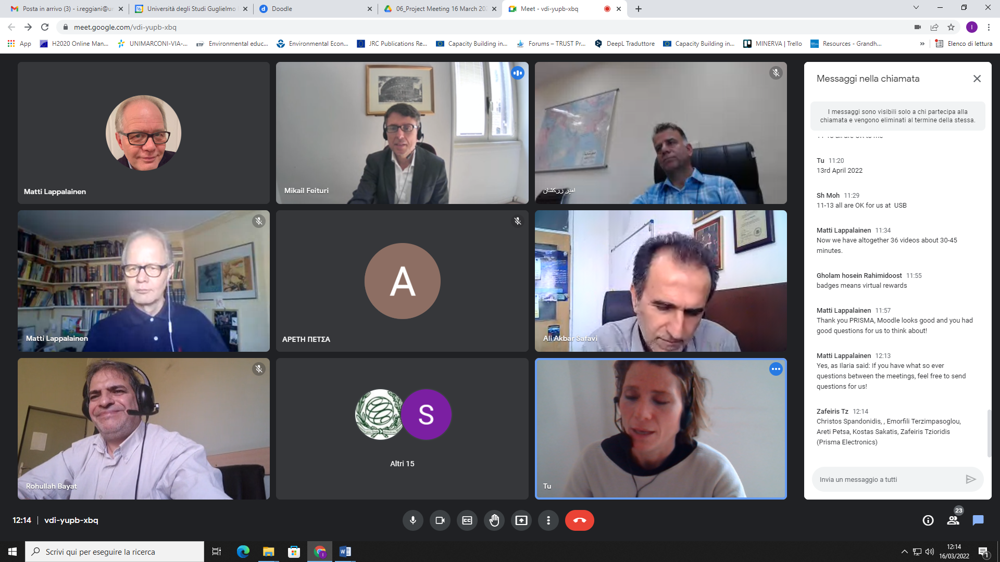 Posta in arrivo (3) - i.reggiani@un
Università degli Studi Guglielmo
Doodle
06_Project Meeting 16 March 202
Meet - vdi-yupb-xbq
meet.google.com/vdi-yupb-xbq
App
H2020 Online Man...
UNIMARCONI-VIA-...
ETF Environmental educ...
Environmental Econ...
JRC Publications Re...
Capacity Building in...
Forums – TRUST Pr...
DeepL Traduttore
Capacity Building in...
MINERVA | Trello
Resources - Grandh...
»
Elenco di lettura
Matti Lappalainen
Mikail Feituri
امیر زرکشان
Matti Lappalainen
A
ΑΡΕΤΗ ΠΕΤΣΑ
Ali Akbar Safavi
Rohullah Bayat
S
Altri 15
Tu
Messaggi nella chiamata
I messaggi sono visibili solo a chi partecipa alla
chiamata e vengono eliminati al termine della stessa.
Tu 11:20
13rd April 2022
Sh Moh 11:29
11-13 all are OK for us at USB
Matti Lappalainen 11:34
Now we have altogether 36 videos about 30-45
minutes.
Gholam hosein Rahimidoost 11:55
badges means virtual rewards
Matti Lappalainen 11:57
Thank you PRISMA, Moodle looks good and you had
good questions for us to think about!
Matti Lappalainen 12:13
Yes, as Ilaria said: If you have what so ever
questions between the meetings, feel free to send
questions for us!
Zafeiris Tz 12:14
Christos Spandonidis, , Emorfili Terzimpasoglou,
Areti Petsa, Kostas Sakatis, Zafeiris Tzioridis
(Prisma Electronics)
Invia un messaggio a tutti
12:14 | vdi-yupb-xbq
23
Scrivi qui per eseguire la ricerca
12:14
16/03/2022
1